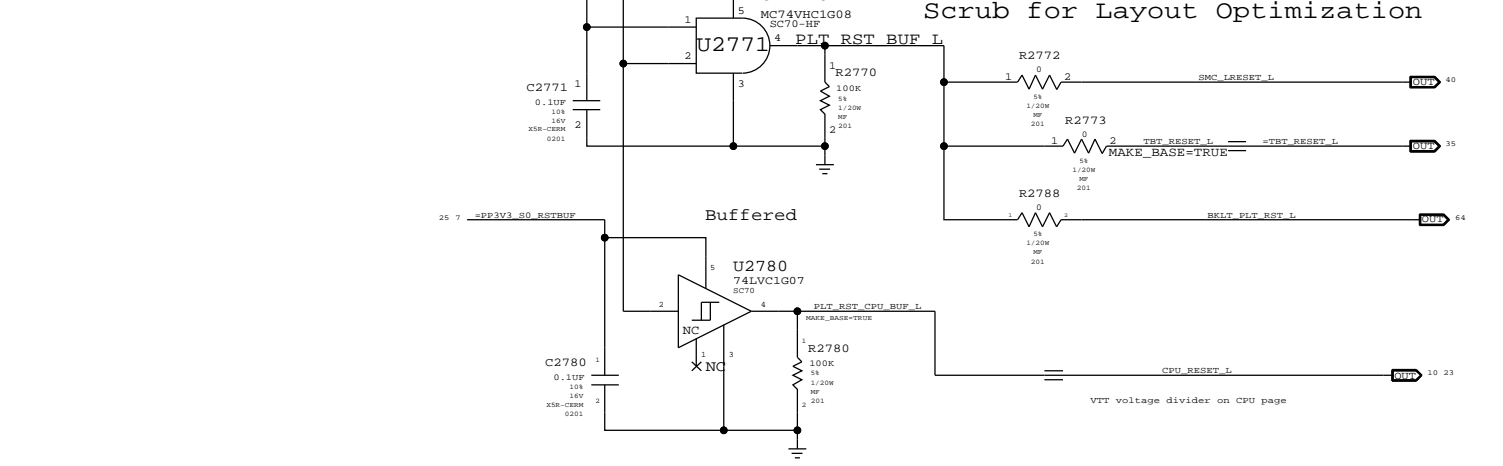 Scrub for Layout Optimization
5
MC74VHC1G08
SC70-HF
1
U2771
4
PLT_RST_BUF_L
2
3
C2771
1
0.1UF
10%
16V
X5R-CERM
0201
2
1
R2770
100K
5%
1/20W
MF
201
2
R2772
0
1
2
5%
1/20W
MF
201
SMC_LRESET_L
OUT
40
R2773
0
1
2
5%
1/20W
MF
201
TBT_RESET_L
MAKE_BASE=TRUE
=TBT_RESET_L
OUT
35
R2788
0
1
2
5%
1/20W
MF
201
BKLT_PLT_RST_L
OUT
64
25 7
=PP3V3_S0_RSTBUF
Buffered
5
U2780
74LVC1G07
SC70
2
4
NC
1
NC
3
PLT_RST_CPU_BUF_L
MAKE_BASE=TRUE
C2780
1
0.1UF
10%
16V
X5R-CERM
0201
2
1
R2780
100K
5%
1/20W
MF
201
2
CPU_RESET_L
OUT
10 23
VTT voltage divider on CPU page